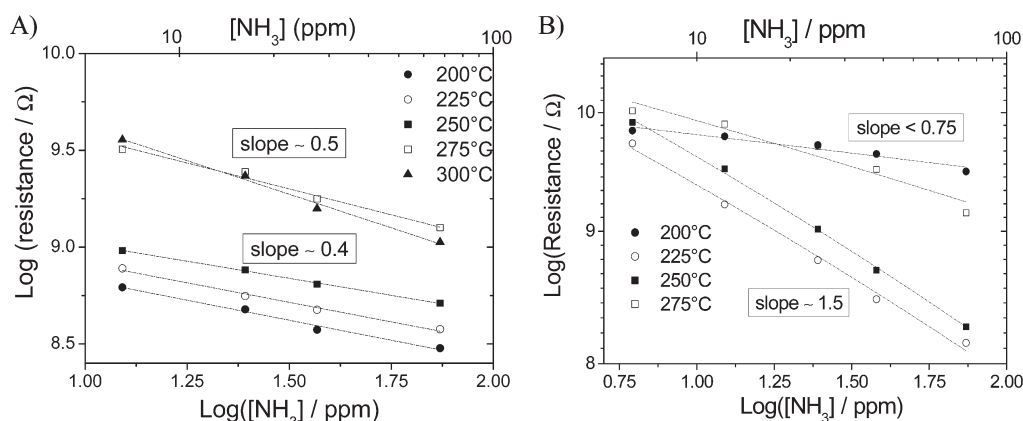 A)
[NH3] (ppm)
10 100
10.0
9.5
9.0
8.5
Log (resistance / Ω)
200°C
225°C
250°C
275°C
300°C
slope ~ 0.5
slope ~ 0.4
1.00 1.25 1.50 1.75 2.00
Log([NH3] / ppm)
B)
[NH3] / ppm
10 100
10
9
8
Log(Resistance / Ω)
slope < 0.75
200°C
225°C
250°C
275°C
slope ~ 1.5
0.75 1.00 1.25 1.50 1.75 2.00
Log([NH3] / ppm)